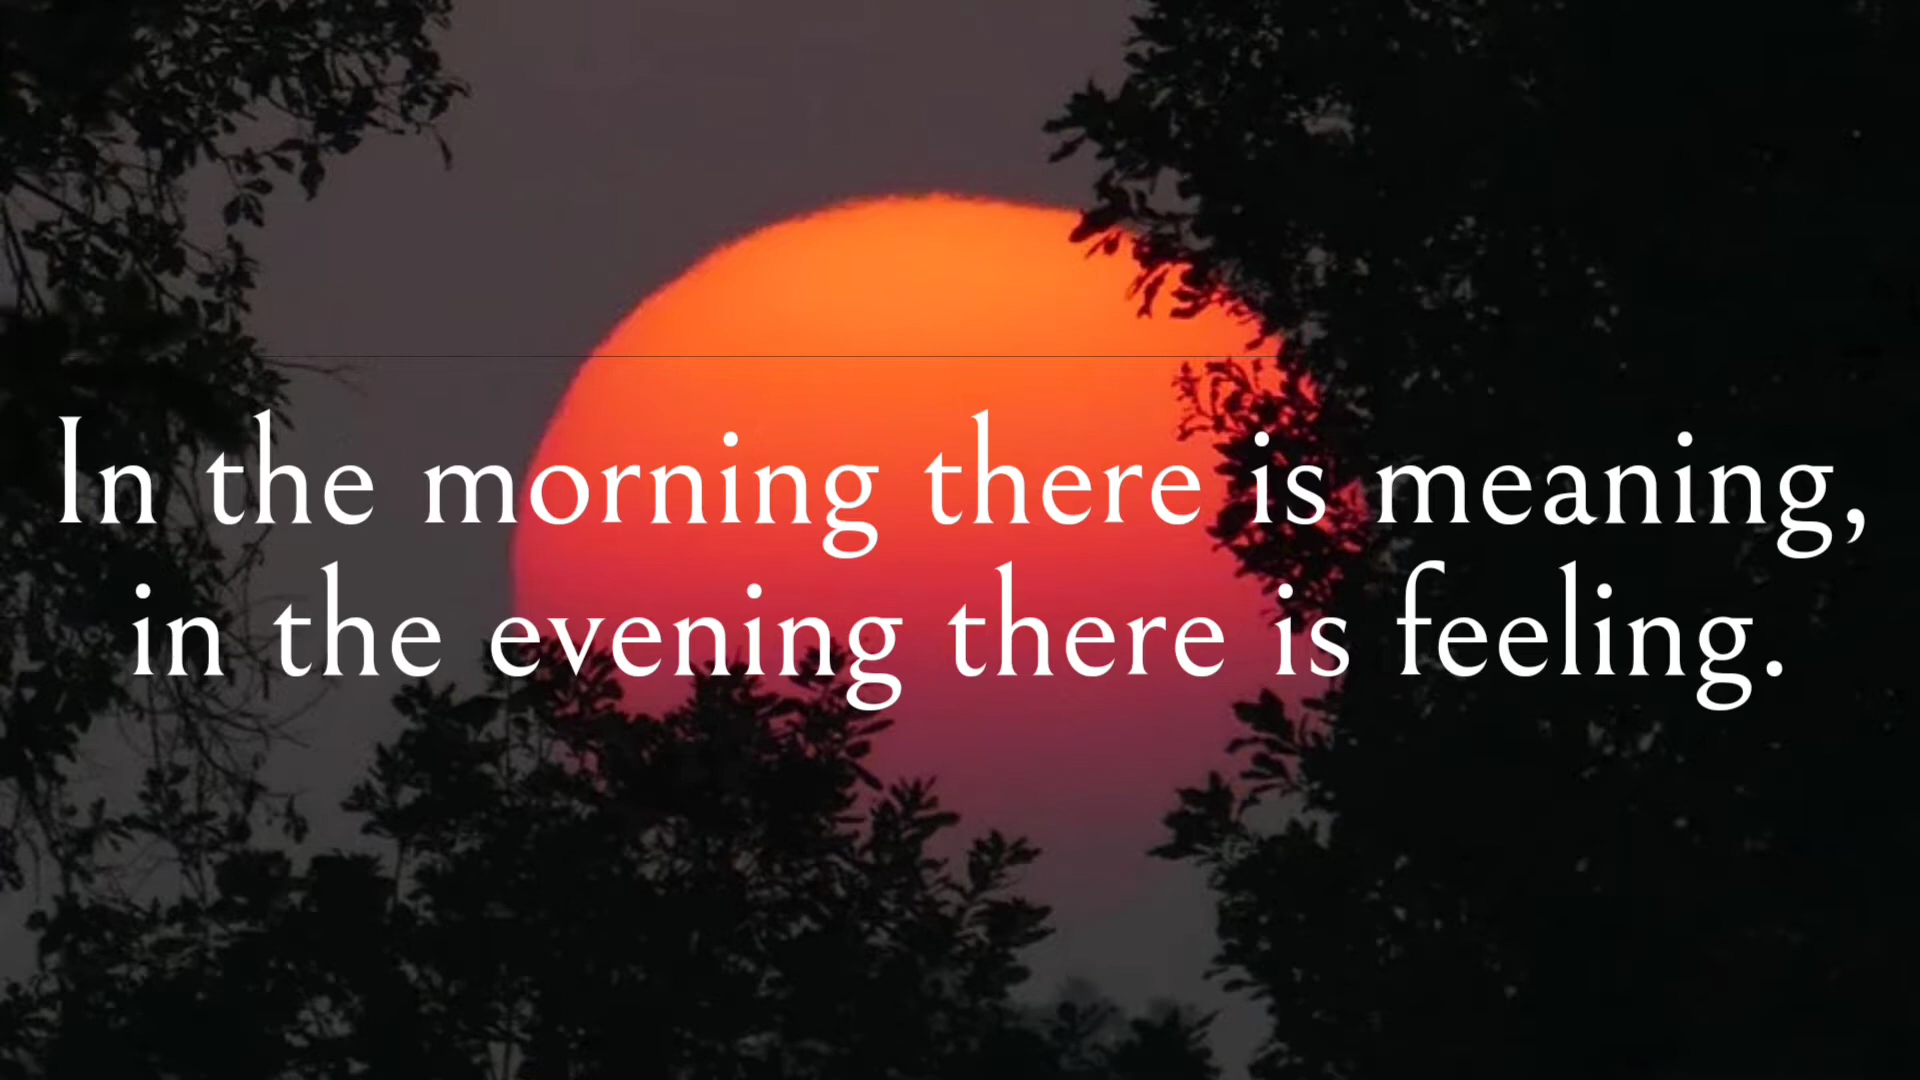 In the morning there is meaning,
in the evening there is feeling.